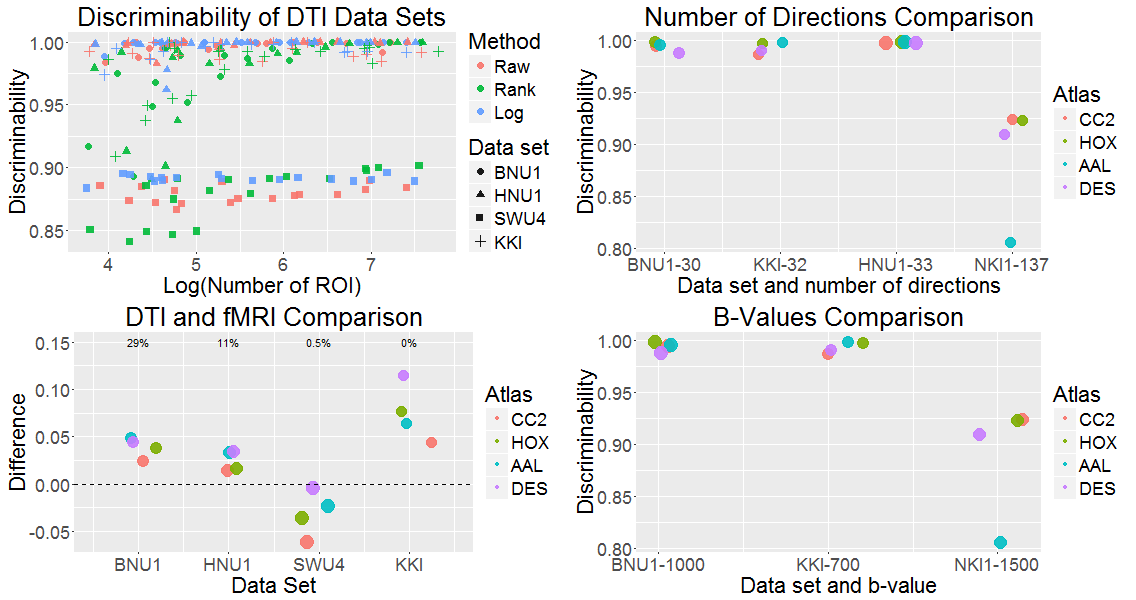 Discriminability of DTI Data Sets
Discriminability
1.00
0.95
0.90
0.85
4 5 6 7
Log(Number of ROI)
Method
Raw
Rank
Log
Data set
BNU1
HNU1
SWU4
KKI
Number of Directions Comparison
Discriminability
1.00
0.95
0.90
0.85
0.80
BNU1-30 KKI-32 HNU1-33 NKI1-137
Data set and number of directions
Atlas
CC2
HOX
AAL
DES
DTI and fMRI Comparison
Difference
0.15
0.10
0.05
0.00
-0.05
29% 11% 0.5% 0%
BNU1 HNU1 SWU4 KKI
Data Set
Atlas
CC2
HOX
AAL
DES
B-Values Comparison
Discriminability
1.00
0.95
0.90
0.85
0.80
BNU1-1000 KKI-700 NKI1-1500
Data set and b-value
Atlas
CC2
HOX
AAL
DES